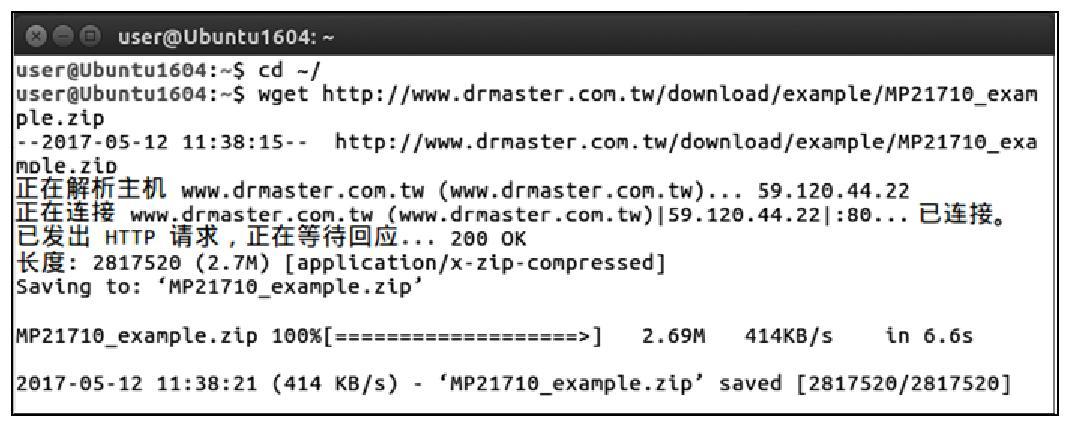 user@Ubuntu1604: ~
user@Ubuntu1604:~$ cd ~/
user@Ubuntu1604:~$ wget http://www.drmaster.com.tw/download/example/MP21710_exam
ple.zip
--2017-05-12 11:38:15--  http://www.drmaster.com.tw/download/example/MP21710_exa
mple.zip
正在解析主机 www.drmaster.com.tw (www.drmaster.com.tw)... 59.120.44.22
正在连接 www.drmaster.com.tw (www.drmaster.com.tw)|59.120.44.22|:80... 已连接。
已发出 HTTP 请求，正在等待回应... 200 OK
长度: 2817520 (2.7M) [application/x-zip-compressed]
Saving to: ‘MP21710_example.zip’
MP21710_example.zip 100%[===================>]   2.69M   414KB/s    in 6.6s
2017-05-12 11:38:21 (414 KB/s) - ‘MP21710_example.zip’ saved [2817520/2817520]